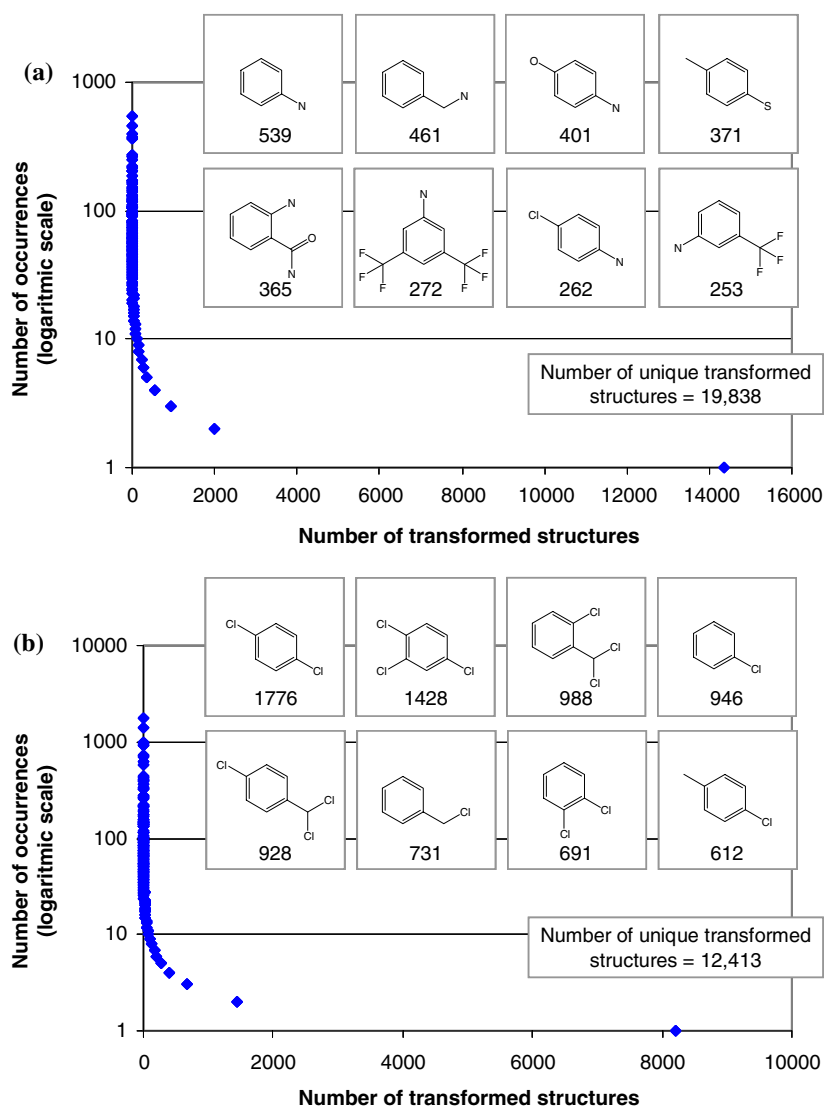 (a)
Number of occurrences
(logaritmic scale)
1000
100
10
1
N
539
N
461
O
N
401
S
371
N
O
N
365
N
F
F
F
F
F
F
272
Cl
N
262
N
F
F
F
253
Number of unique transformed
structures = 19,838
0 2000 4000 6000 8000 10000 12000 14000 16000
Number of transformed structures
(b)
Number of occurrences
(logaritmic scale)
10000
1000
100
10
1
Cl
Cl
1776
Cl
Cl
Cl
1428
Cl
Cl
Cl
988
Cl
946
Cl
Cl
Cl
928
Cl
731
Cl
Cl
691
Cl
612
Number of unique transformed
structures = 12,413
0 2000 4000 6000 8000 10000
Number of transformed structures